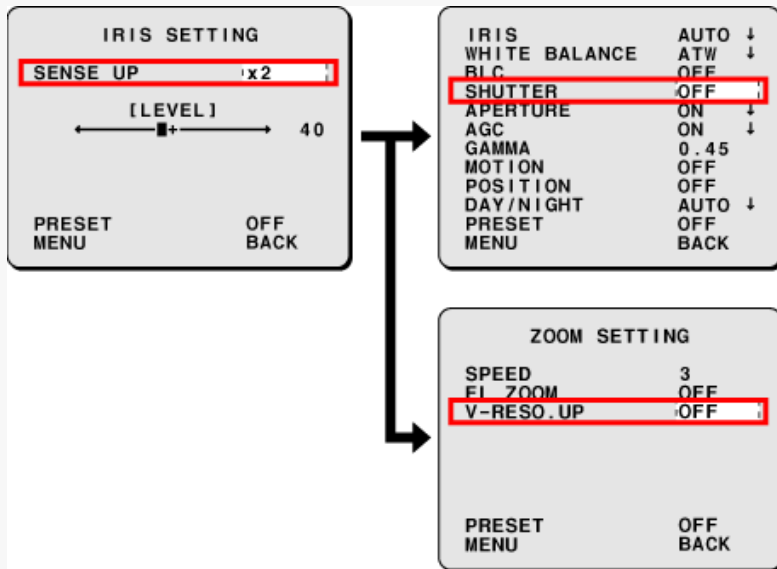 IRIS SETTING
SENSE UP x2
[LEVEL]
40
PRESET OFF
MENU BACK
IRIS AUTO ↓
WHITE BALANCE ATW ↓
BLC OFF
SHUTTER OFF
APERTURE ON ↓
AGC ON ↓
GAMMA 0.45
MOTION OFF
POSITION OFF
DAY/NIGHT AUTO ↓
PRESET OFF
MENU BACK
ZOOM SETTING
SPEED 3
EL ZOOM OFF
V-RESO.UP OFF
PRESET OFF
MENU BACK